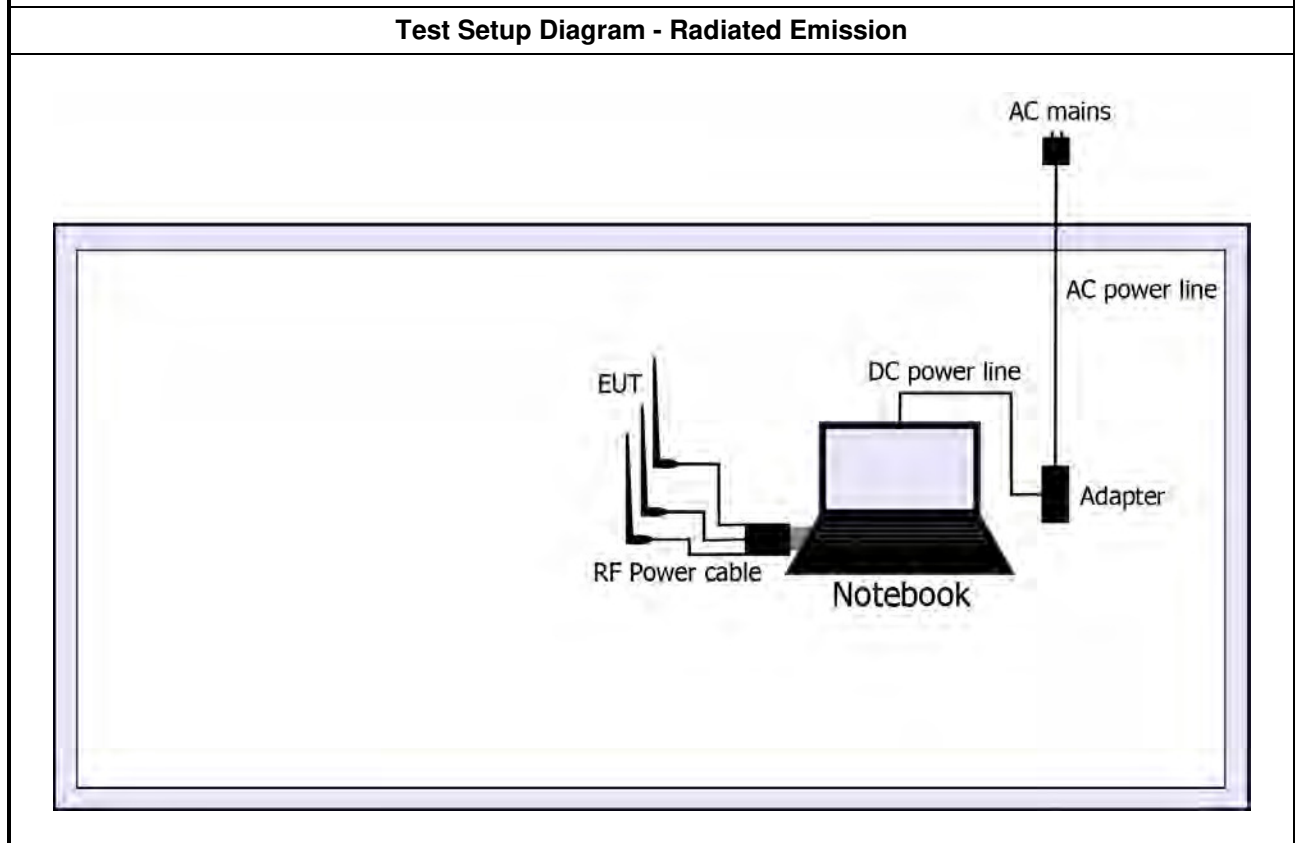 Test Setup Diagram - Radiated Emission
AC mains
AC power line
DC power line
EUT
Adapter
RF Power cable
Notebook